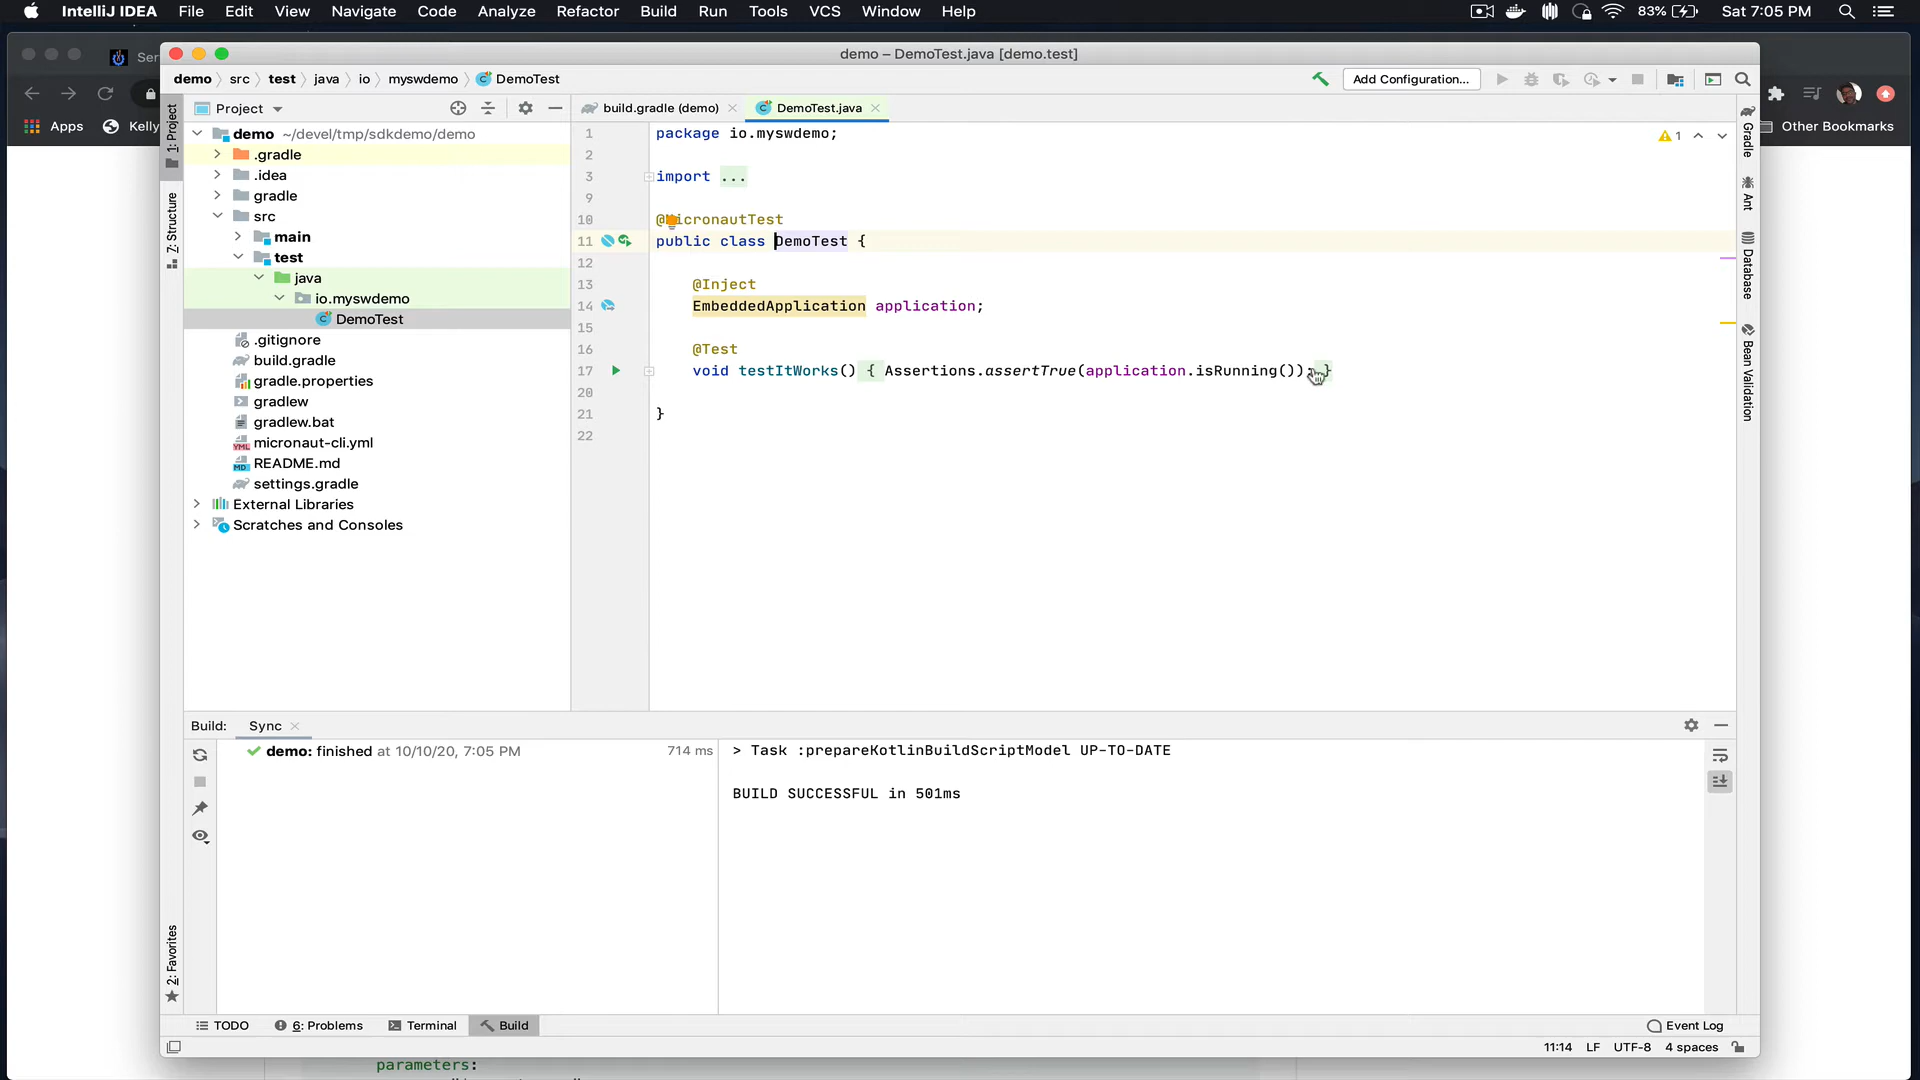 IntelliJ IDEA File Edit View Navigate Code Analyze Refactor Build Run Tools VCS Window Help 83% Sat 7:05 PM
Ser
demo – DemoTest.java [demo.test]
demo src test java io myswdemo DemoTest Add Configuration...
1: Project
Project
build.gradle (demo) DemoTest.java
Apps Kelly
Other Bookmarks
demo ~/devel/tmp/sdkdemo/demo
.gradle
.idea
gradle
src
main
test
java
io.myswdemo
DemoTest
.gitignore
build.gradle
gradle.properties
gradlew
gradlew.bat
micronaut-cli.yml
README.md
settings.gradle
External Libraries
Scratches and Consoles
7: Structure
2: Favorites
1 package io.myswdemo;
2
3 import ...
9
10 @MicronautTest
11 public class DemoTest {
12
13 @Inject
14 EmbeddedApplication application;
15
16 @Test
17 void testItWorks() { Assertions.assertTrue(application.isRunning()); }
20
21 }
22
1
Gradle
Ant
Database
Bean Validation
Build: Sync
demo: finished at 10/10/20, 7:05 PM 714 ms
> Task :prepareKotlinBuildScriptModel UP-TO-DATE
BUILD SUCCESSFUL in 501ms
TODO 6: Problems Terminal Build Event Log
11:14 LF UTF-8 4 spaces
parameters: